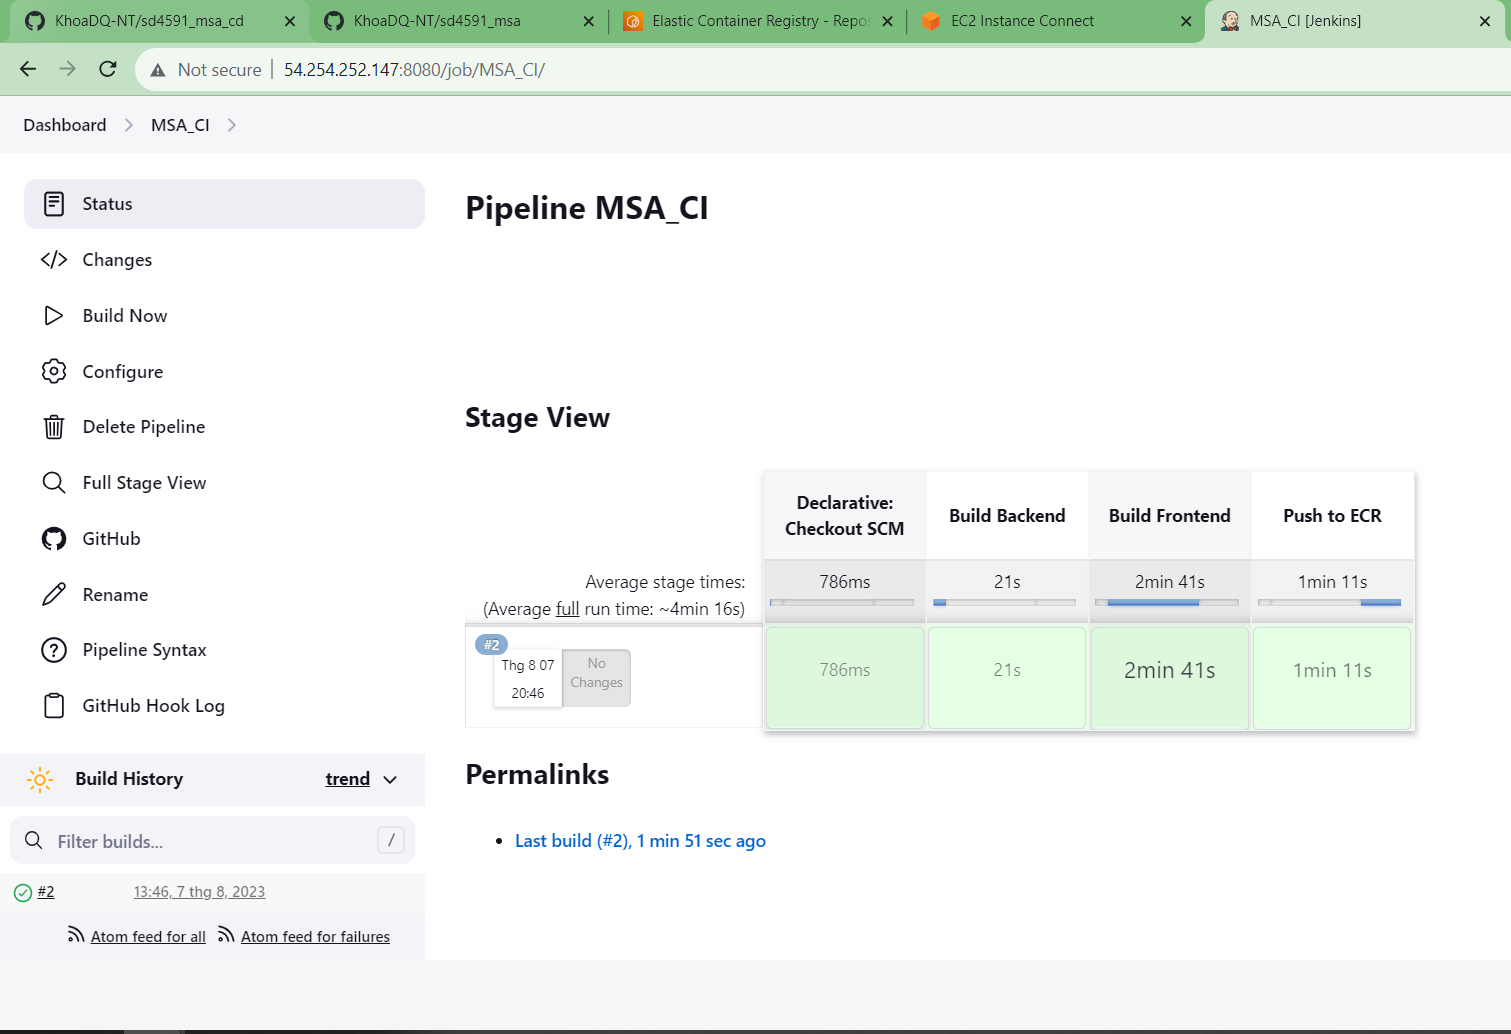 KhoaDQ-NT/sd4591_msa_cd
KhoaDQ-NT/sd4591_msa
Elastic Container Registry - Repos
EC2 Instance Connect
MSA_CI [Jenkins]
Not secure
54.254.252.147:8080/job/MSA_CI/
Dashboard
MSA_CI
Status
Changes
Build Now
Configure
Delete Pipeline
Full Stage View
GitHub
Rename
Pipeline Syntax
GitHub Hook Log
Build History
trend
Filter builds...
/
#2
13:46, 7 thg 8, 2023
Atom feed for all
Atom feed for failures
Pipeline MSA_CI
Stage View
Declarative:
Checkout SCM
Build Backend
Build Frontend
Push to ECR
Average stage times:
(Average full run time: ~4min 16s)
786ms
21s
2min 41s
1min 11s
#2
Thg 8 07
20:46
No
Changes
786ms
21s
2min 41s
1min 11s
Permalinks
Last build (#2), 1 min 51 sec ago